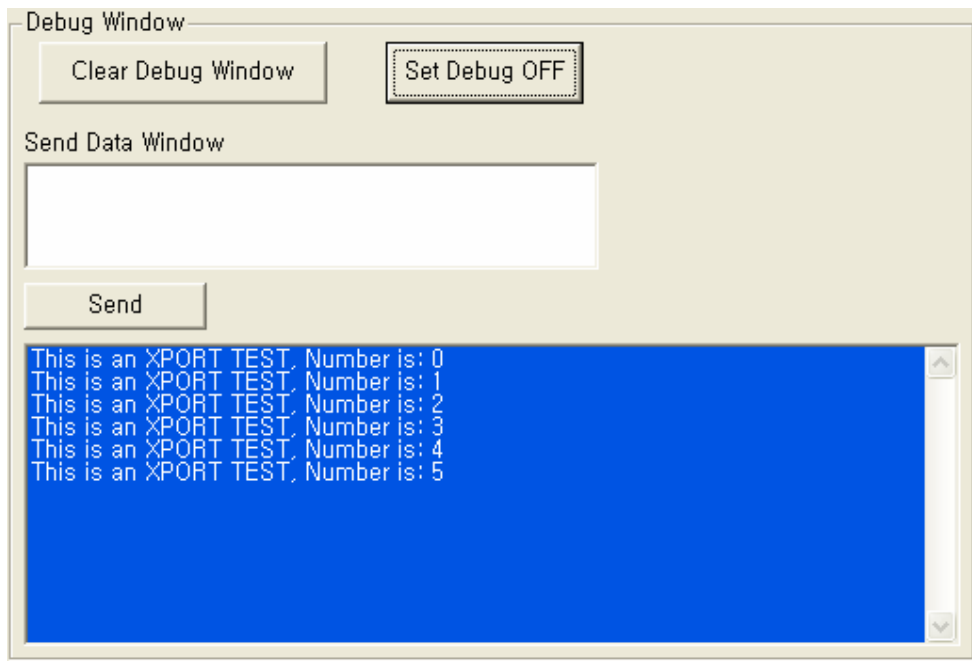 Debug Window
Clear Debug Window
Set Debug OFF
Send Data Window
Send
This is an XPORT TEST, Number is: 0
This is an XPORT TEST, Number is: 1
This is an XPORT TEST, Number is: 2
This is an XPORT TEST, Number is: 3
This is an XPORT TEST, Number is: 4
This is an XPORT TEST, Number is: 5